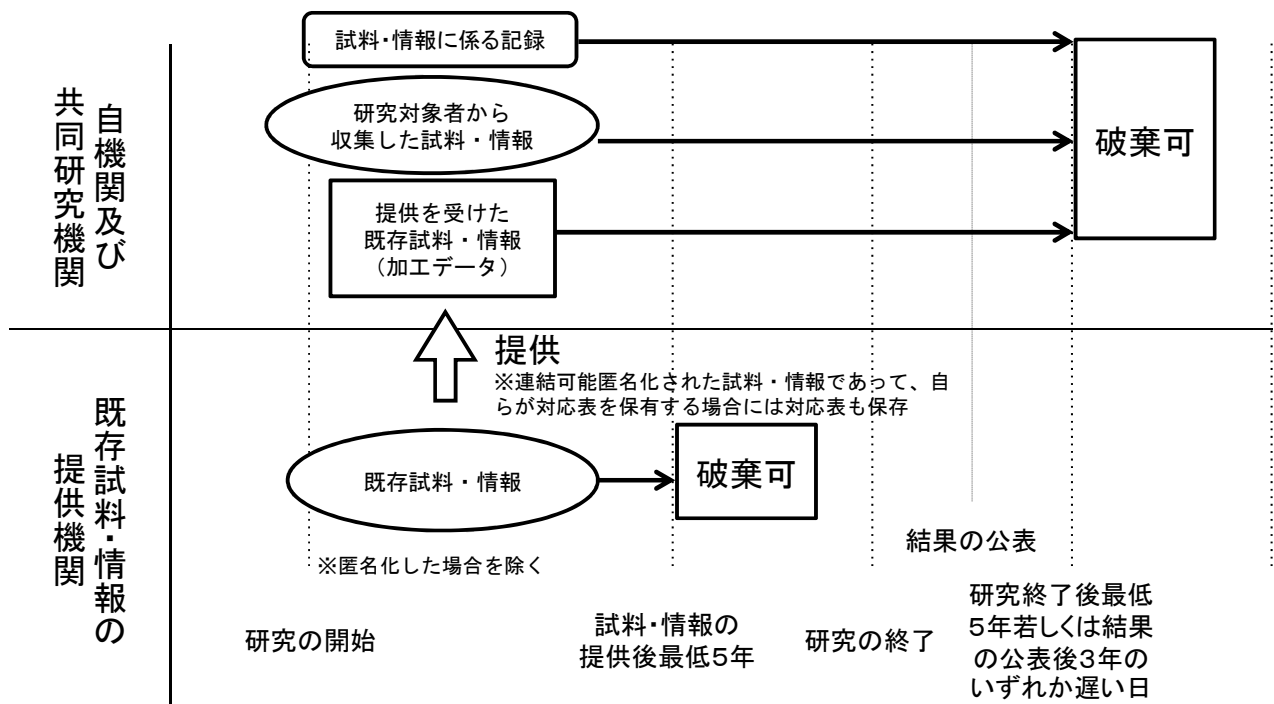 自機関及び
共同研究機関
試料・情報に係る記録
研究対象者から
収集した試料・情報
提供を受けた
既存試料・情報
（加工データ）
破棄可
既存試料・情報の
提供機関
提供
※連結可能匿名化された試料・情報であって、自
らが対応表を保有する場合には対応表も保存
既存試料・情報
破棄可
※匿名化した場合を除く
研究の開始
試料・情報の
提供後最低５年
研究の終了
結果の公表
研究終了後最低
５年若しくは結果
の公表後３年の
いずれか遅い日